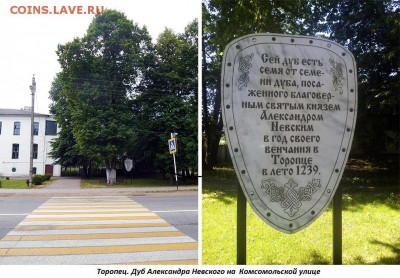 coins.lave.ru
Сей дуб есть
семя от семе-
ни дуба, поса-
женного благовер-
ным святым князем
Александром
Невским
в год своего
венчания в
Торопце
в лето 1239.
Торопец. Дуб Александра Невского на Комсомольской улице